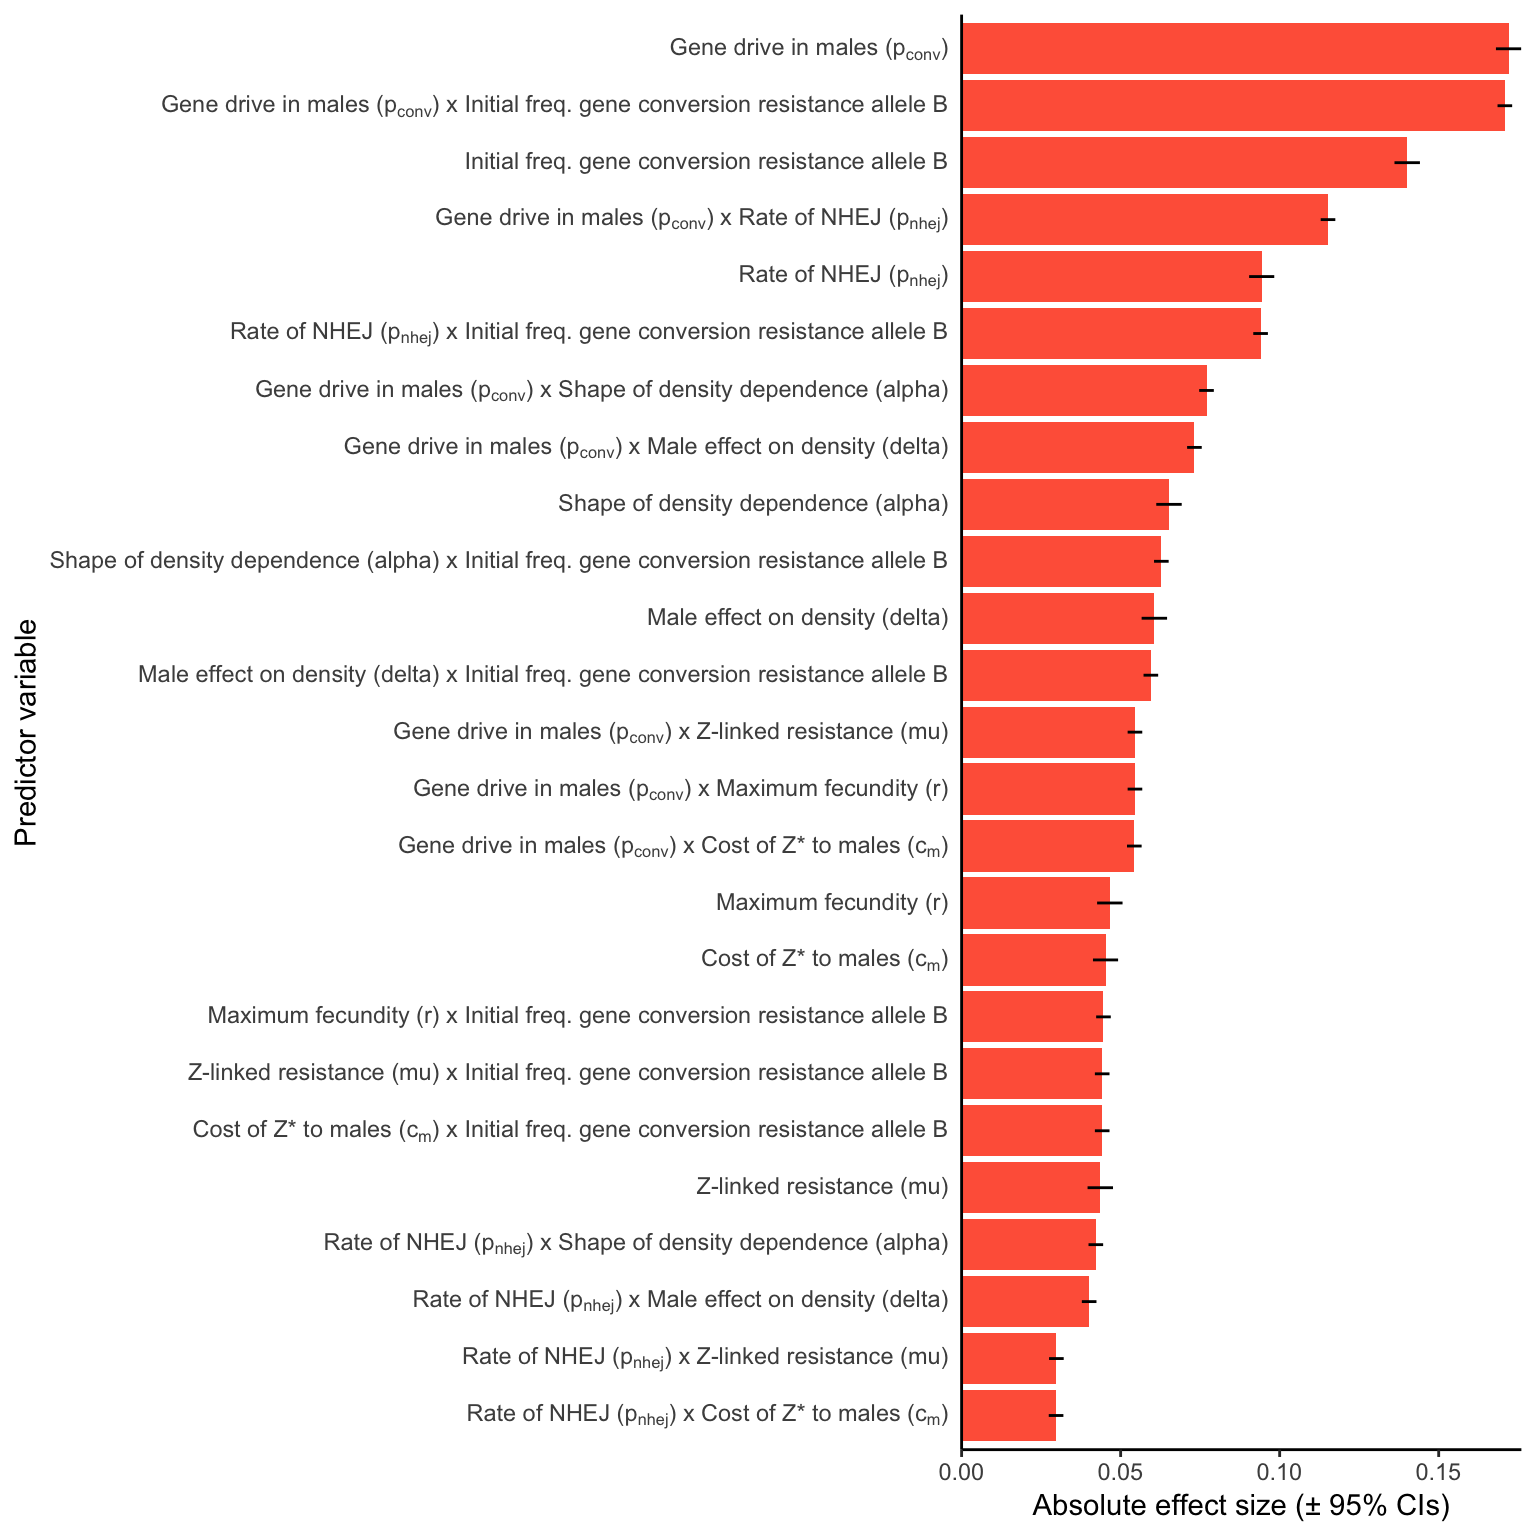 Predictor variable
Gene drive in males (pconv)
Gene drive in males (pconv) x Initial freq. gene conversion resistance allele B
Initial freq. gene conversion resistance allele B
Gene drive in males (pconv) x Rate of NHEJ (pnhej)
Rate of NHEJ (pnhej)
Rate of NHEJ (pnhej) x Initial freq. gene conversion resistance allele B
Gene drive in males (pconv) x Shape of density dependence (alpha)
Gene drive in males (pconv) x Male effect on density (delta)
Shape of density dependence (alpha)
Shape of density dependence (alpha) x Initial freq. gene conversion resistance allele B
Male effect on density (delta)
Male effect on density (delta) x Initial freq. gene conversion resistance allele B
Gene drive in males (pconv) x Z-linked resistance (mu)
Gene drive in males (pconv) x Maximum fecundity (r)
Gene drive in males (pconv) x Cost of Z* to males (cm)
Maximum fecundity (r)
Cost of Z* to males (cm)
Maximum fecundity (r) x Initial freq. gene conversion resistance allele B
Z-linked resistance (mu) x Initial freq. gene conversion resistance allele B
Cost of Z* to males (cm) x Initial freq. gene conversion resistance allele B
Z-linked resistance (mu)
Rate of NHEJ (pnhej) x Shape of density dependence (alpha)
Rate of NHEJ (pnhej) x Male effect on density (delta)
Rate of NHEJ (pnhej) x Z-linked resistance (mu)
Rate of NHEJ (pnhej) x Cost of Z* to males (cm)
0.00 0.05 0.10 0.15
Absolute effect size (± 95% CIs)